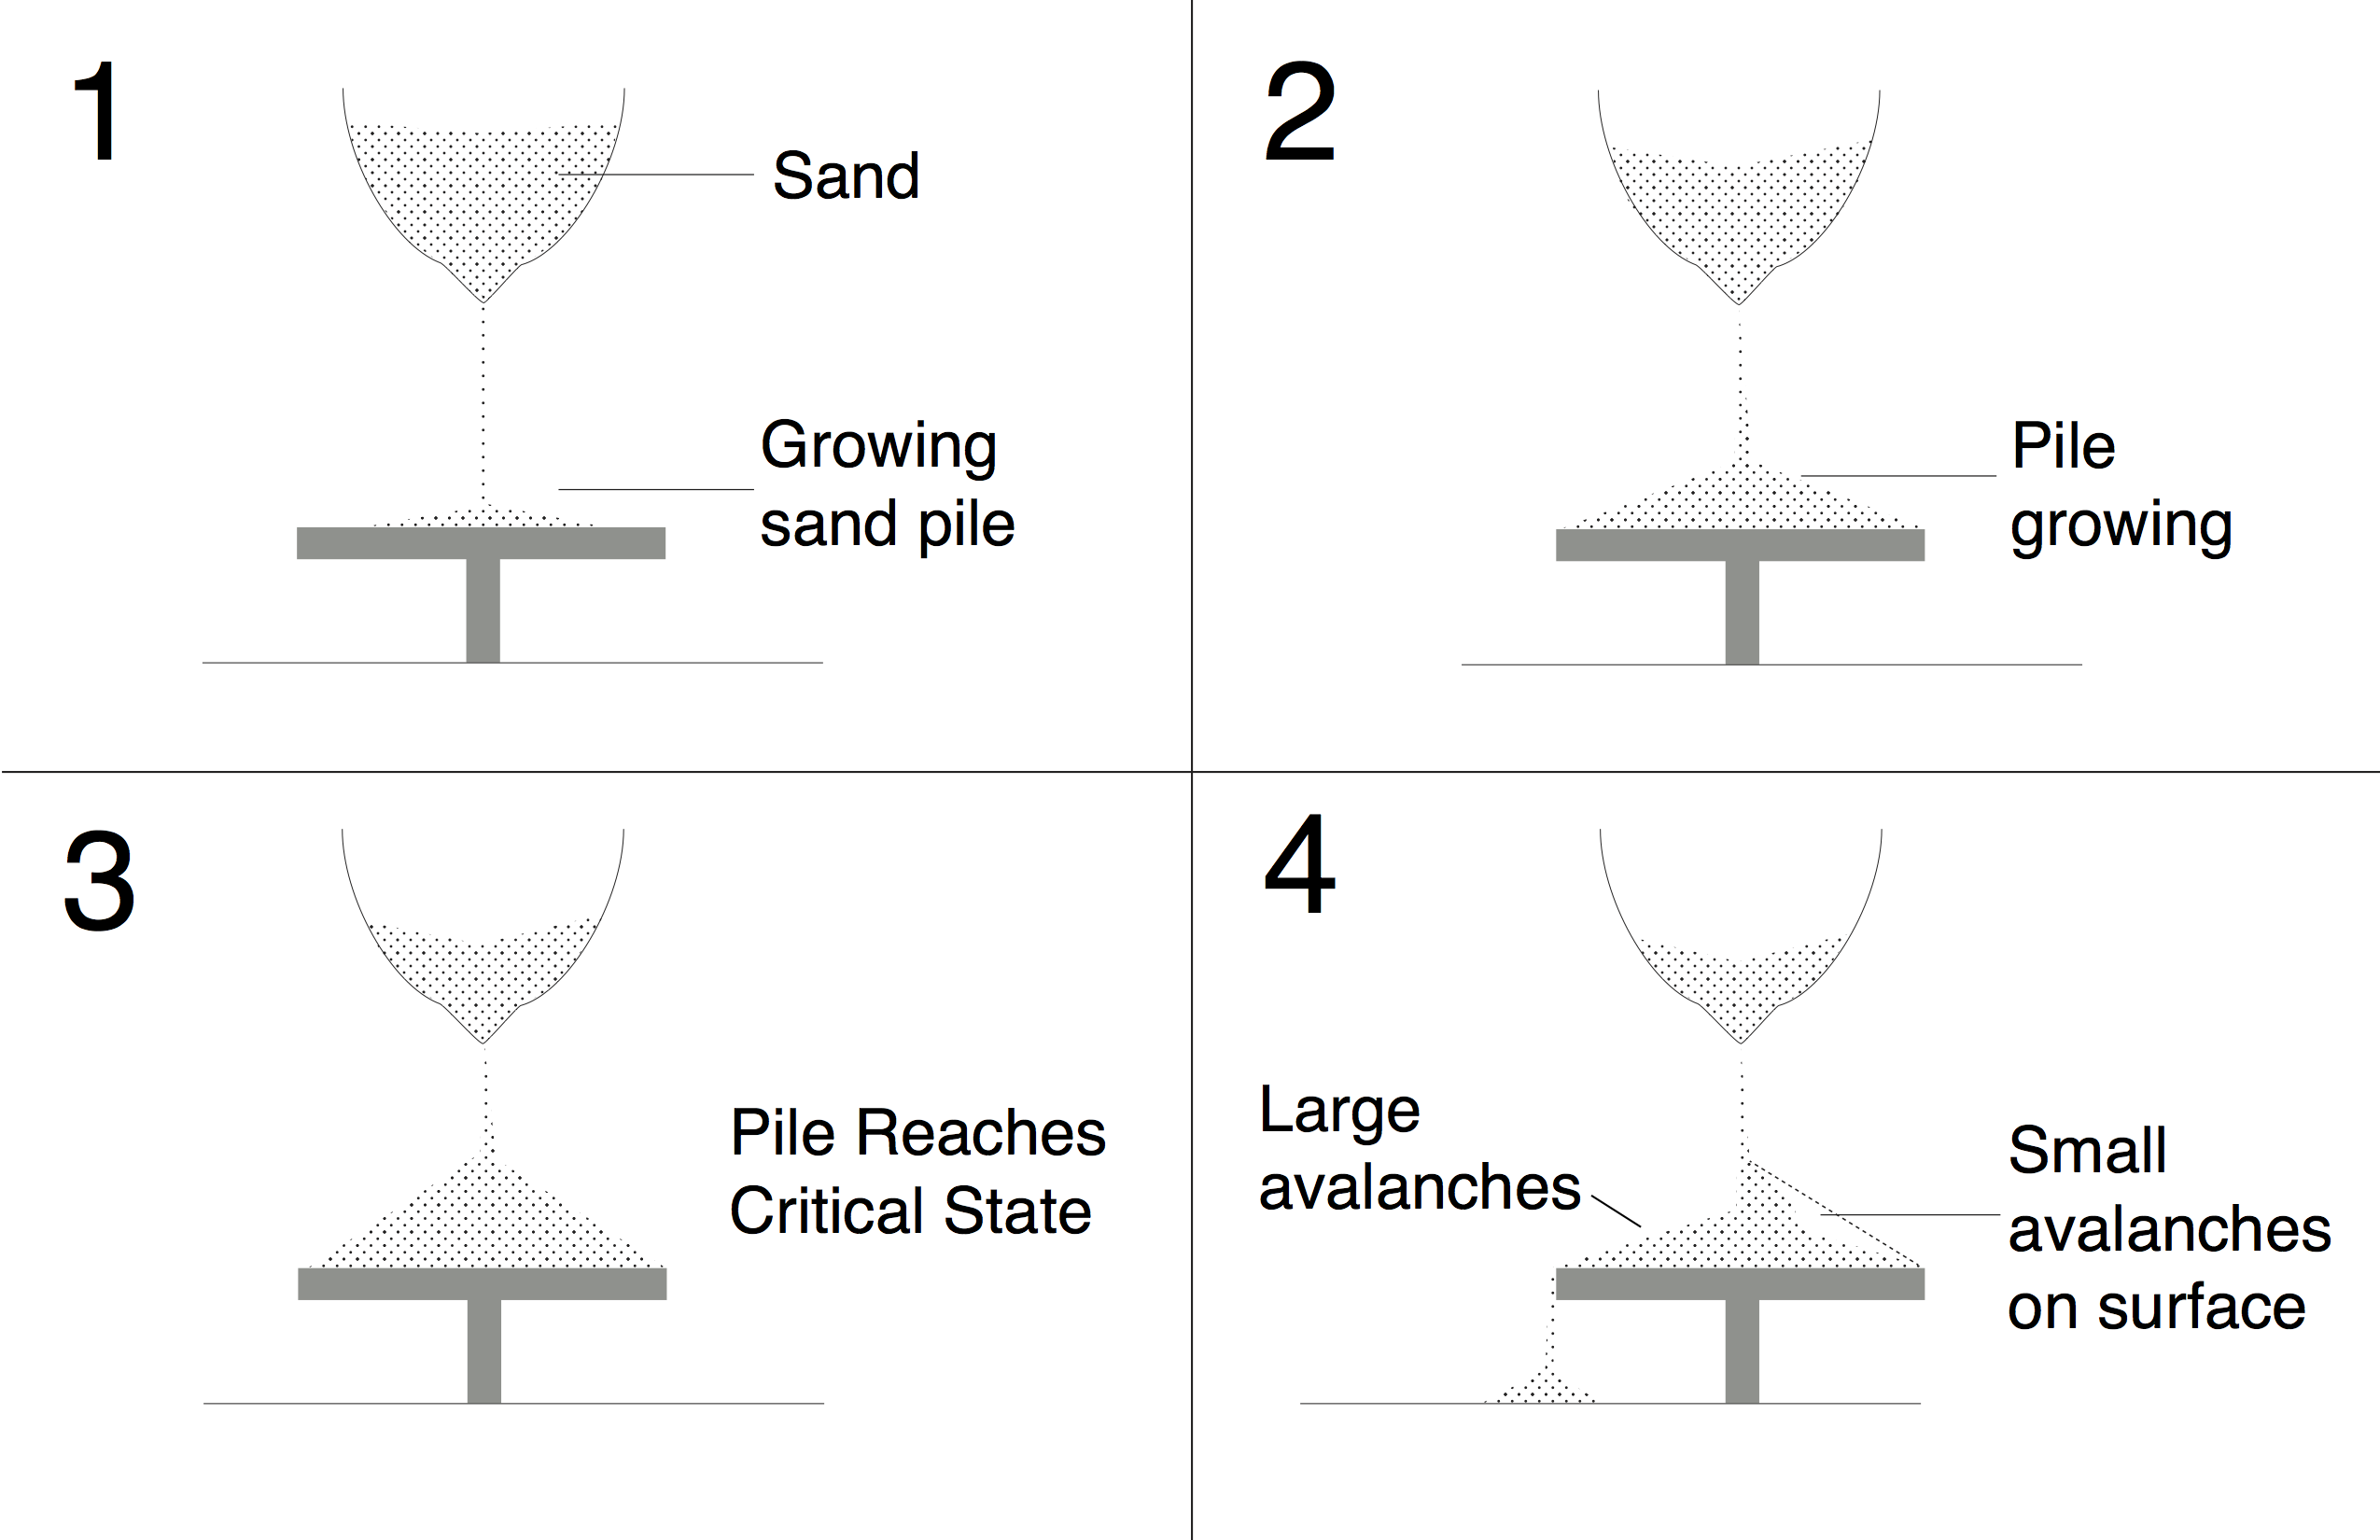 1
Sand
Growing
sand pile
2
Pile
growing
3
Pile Reaches
Critical State
4
Large
avalanches
Small
avalanches
on surface